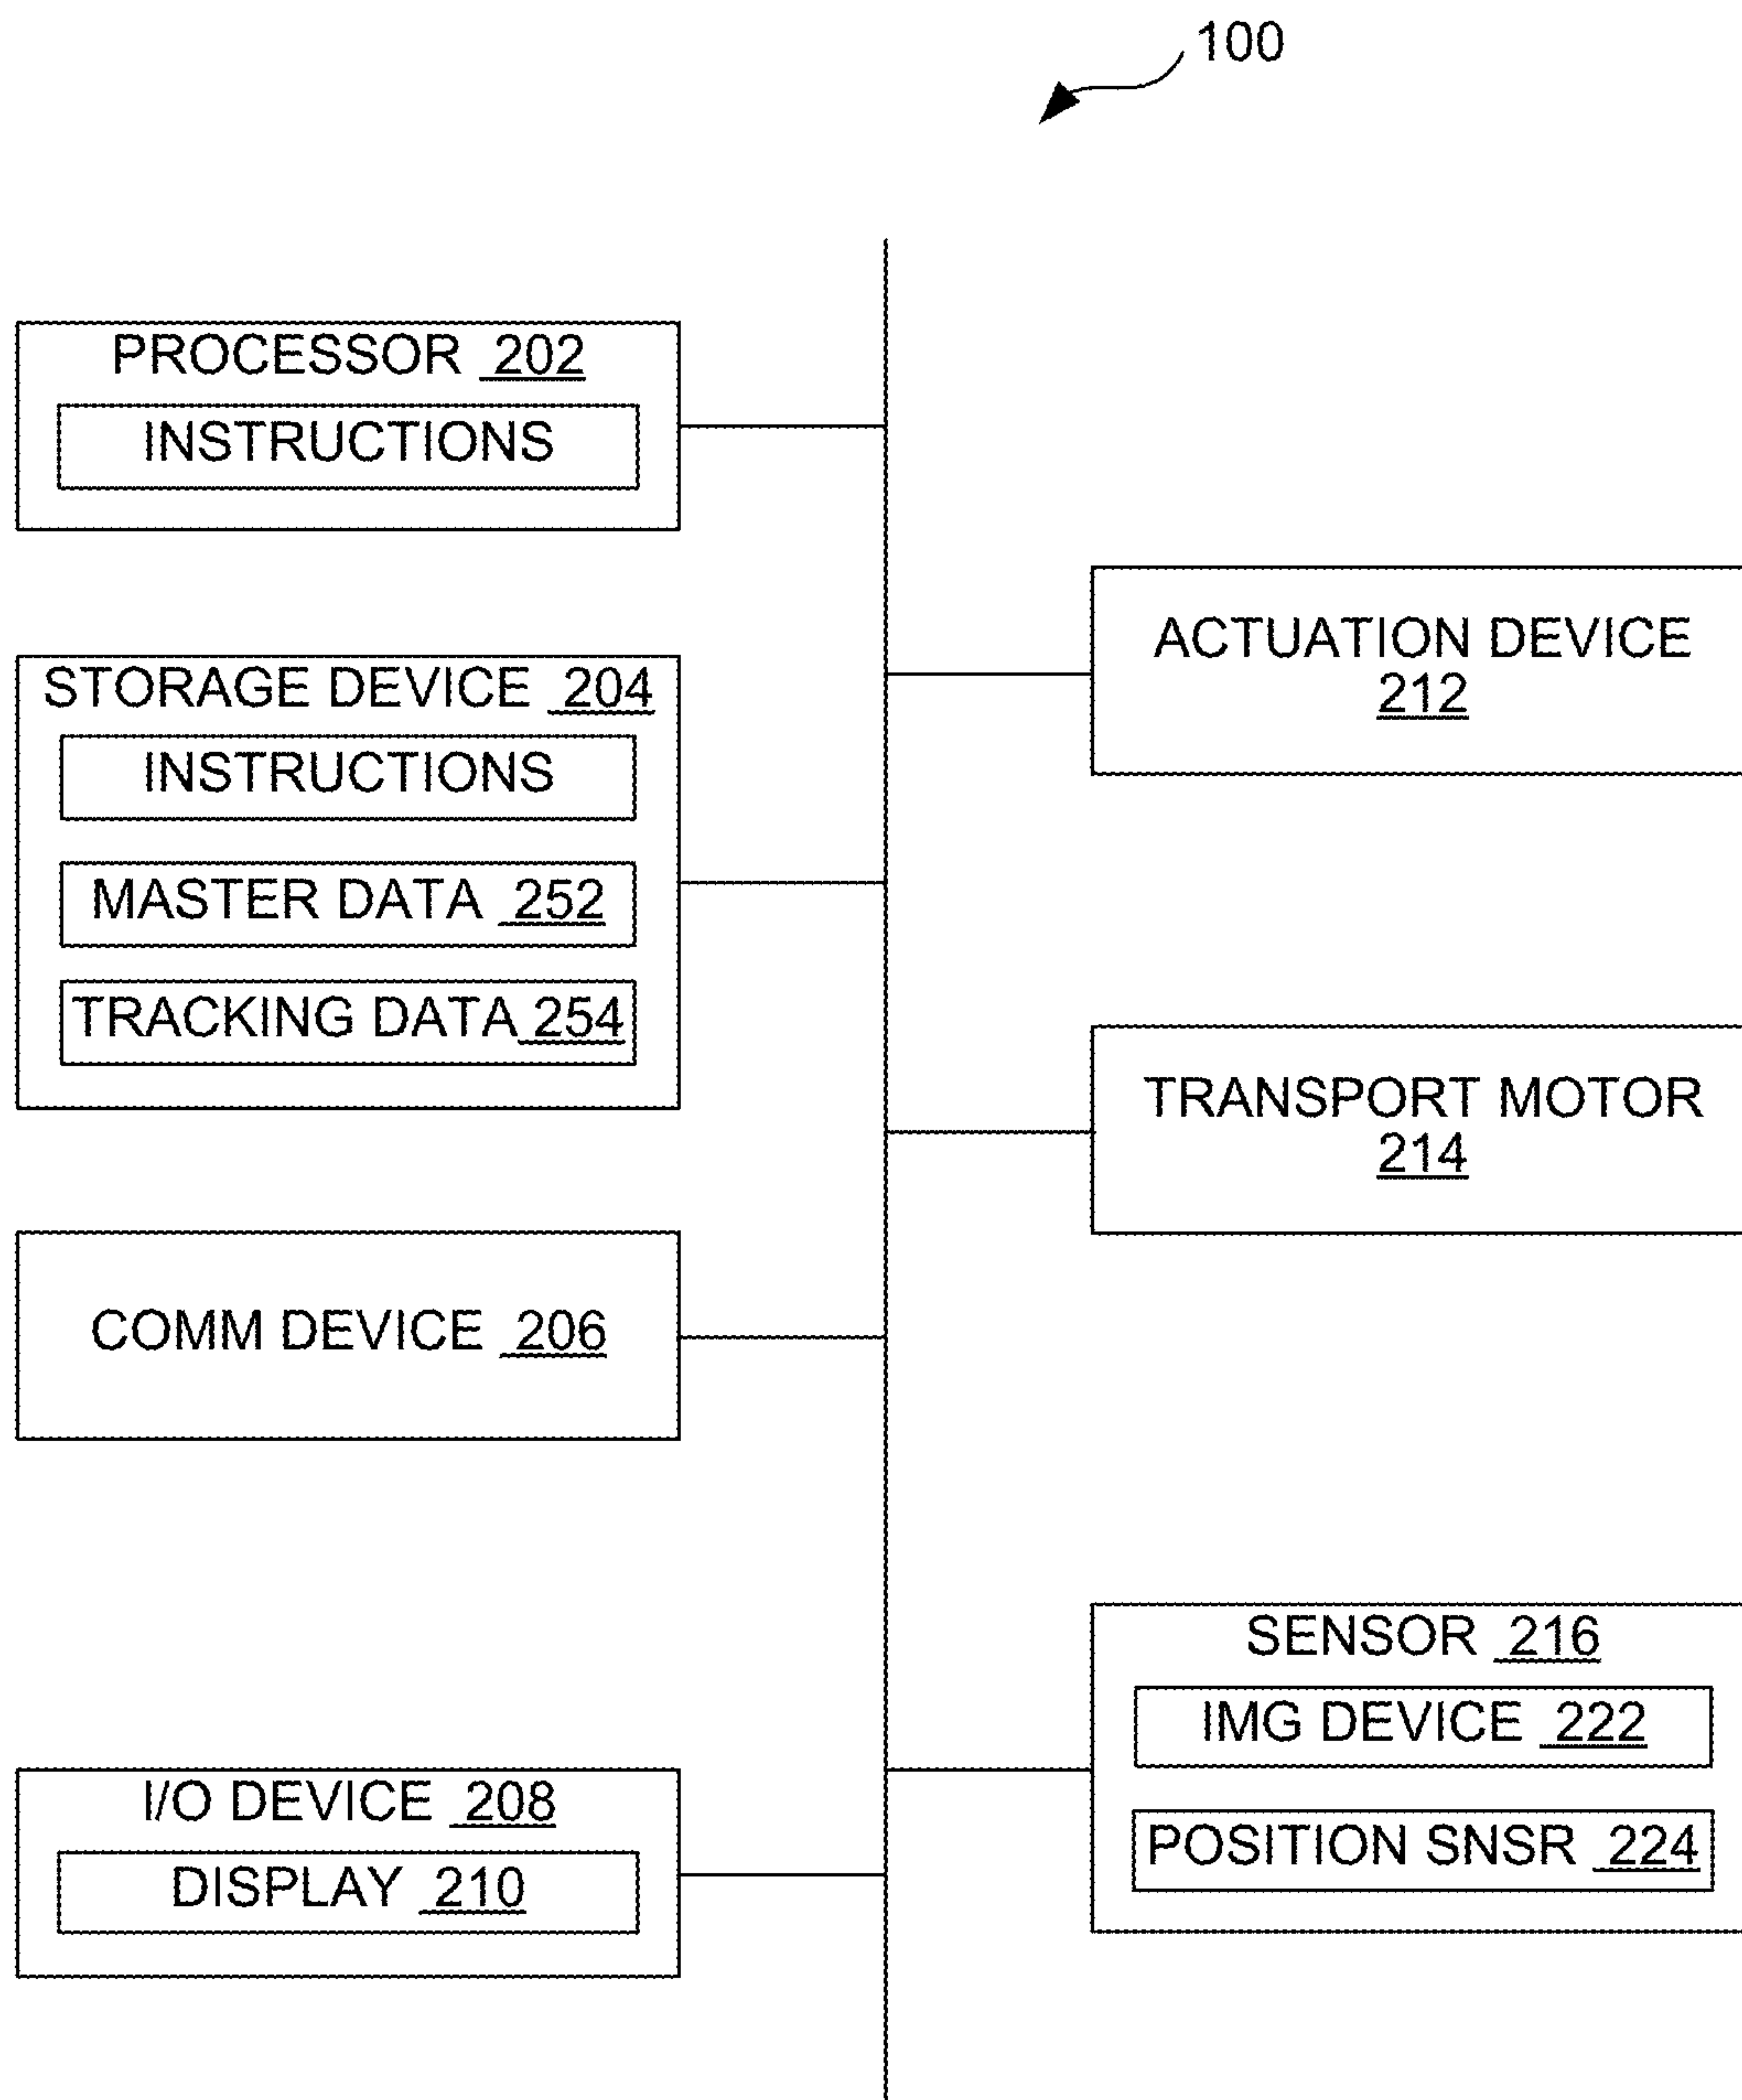 100
PROCESSOR 202
INSTRUCTIONS
STORAGE DEVICE 204
INSTRUCTIONS
MASTER DATA 252
TRACKING DATA 254
COMM DEVICE 206
I/O DEVICE 208
DISPLAY 210
ACTUATION DEVICE
212
TRANSPORT MOTOR
214
SENSOR 216
IMG DEVICE 222
POSITION SNSR 224